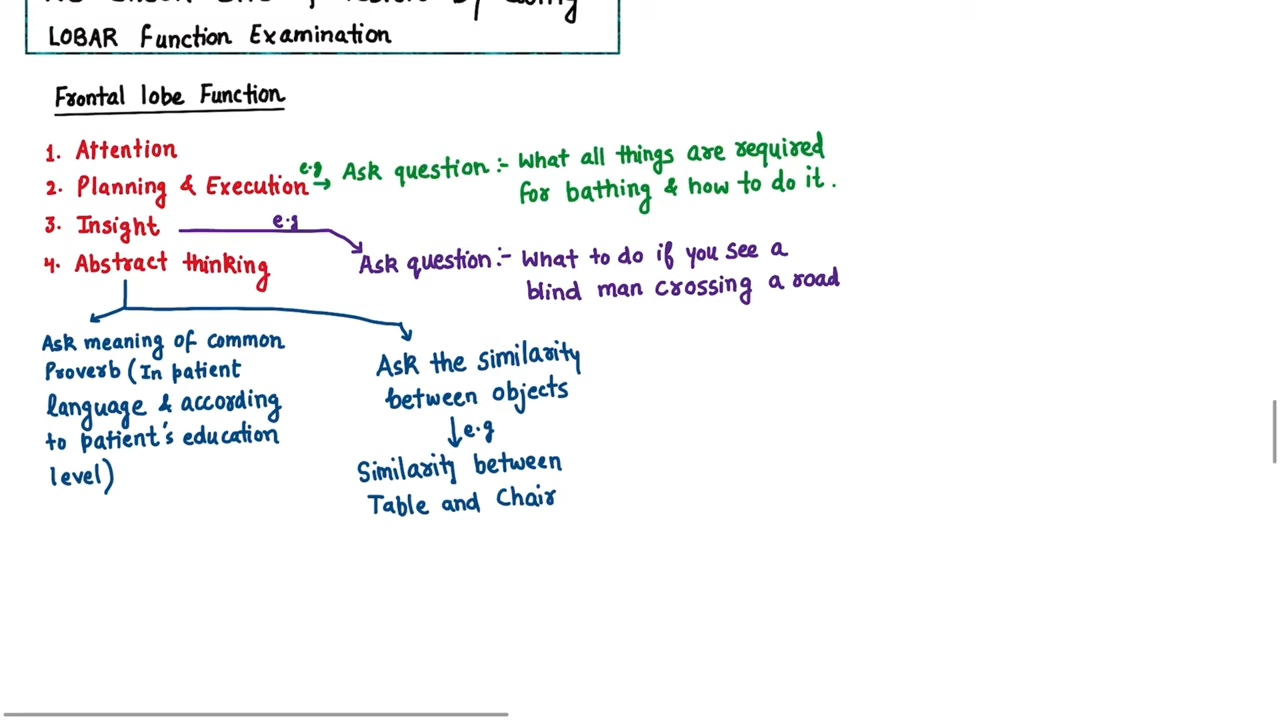 LOBAR Function Examination
Frontal lobe Function
1. Attention
2. Planning & Execution e.g → Ask question :- What all things are required
for bathing & how to do it.
3. Insight e.g
Ask question :- What to do if you see a
blind man crossing a road
4. Abstract thinking
Ask meaning of common
Proverb (In patient
language & according
to patient's education
level)
Ask the similarity
between objects
↓ e.g
Similarity between
Table and Chair